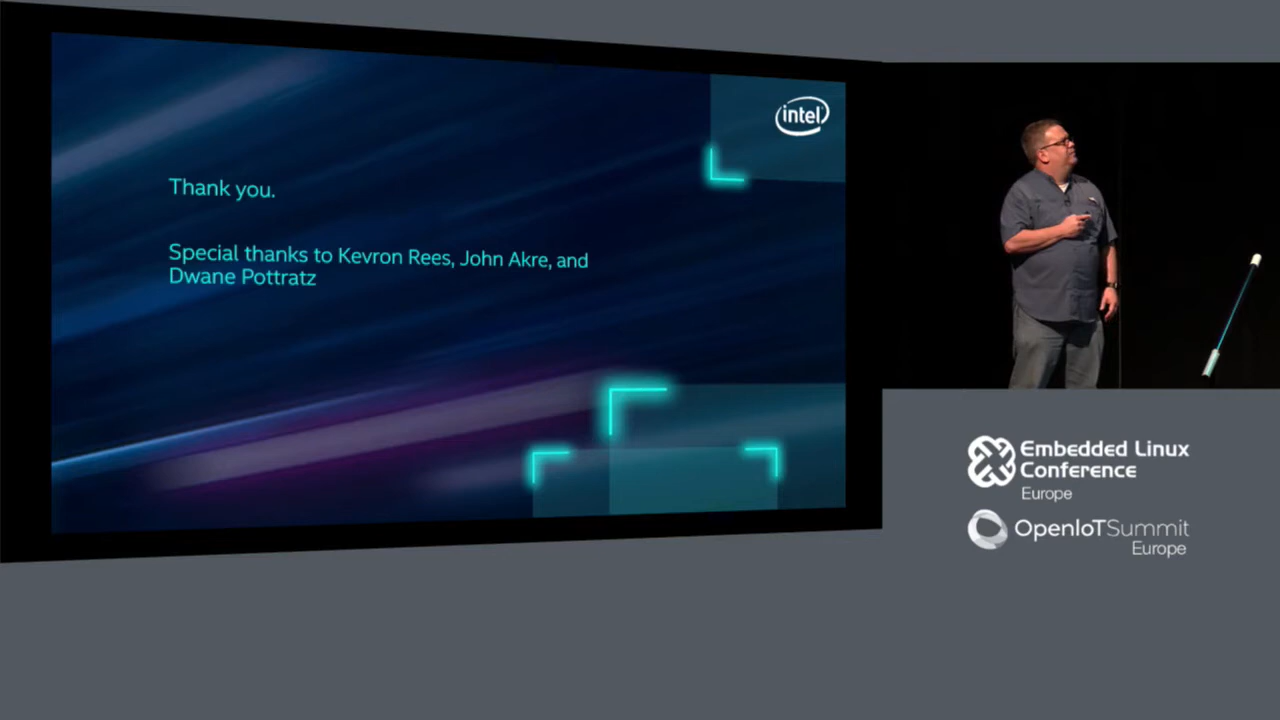 intel
Thank you.
Special thanks to Kevron Rees, John Akre, and
Dwane Pottratz
Embedded Linux
Conference
Europe
OpenIoTSummit
Europe